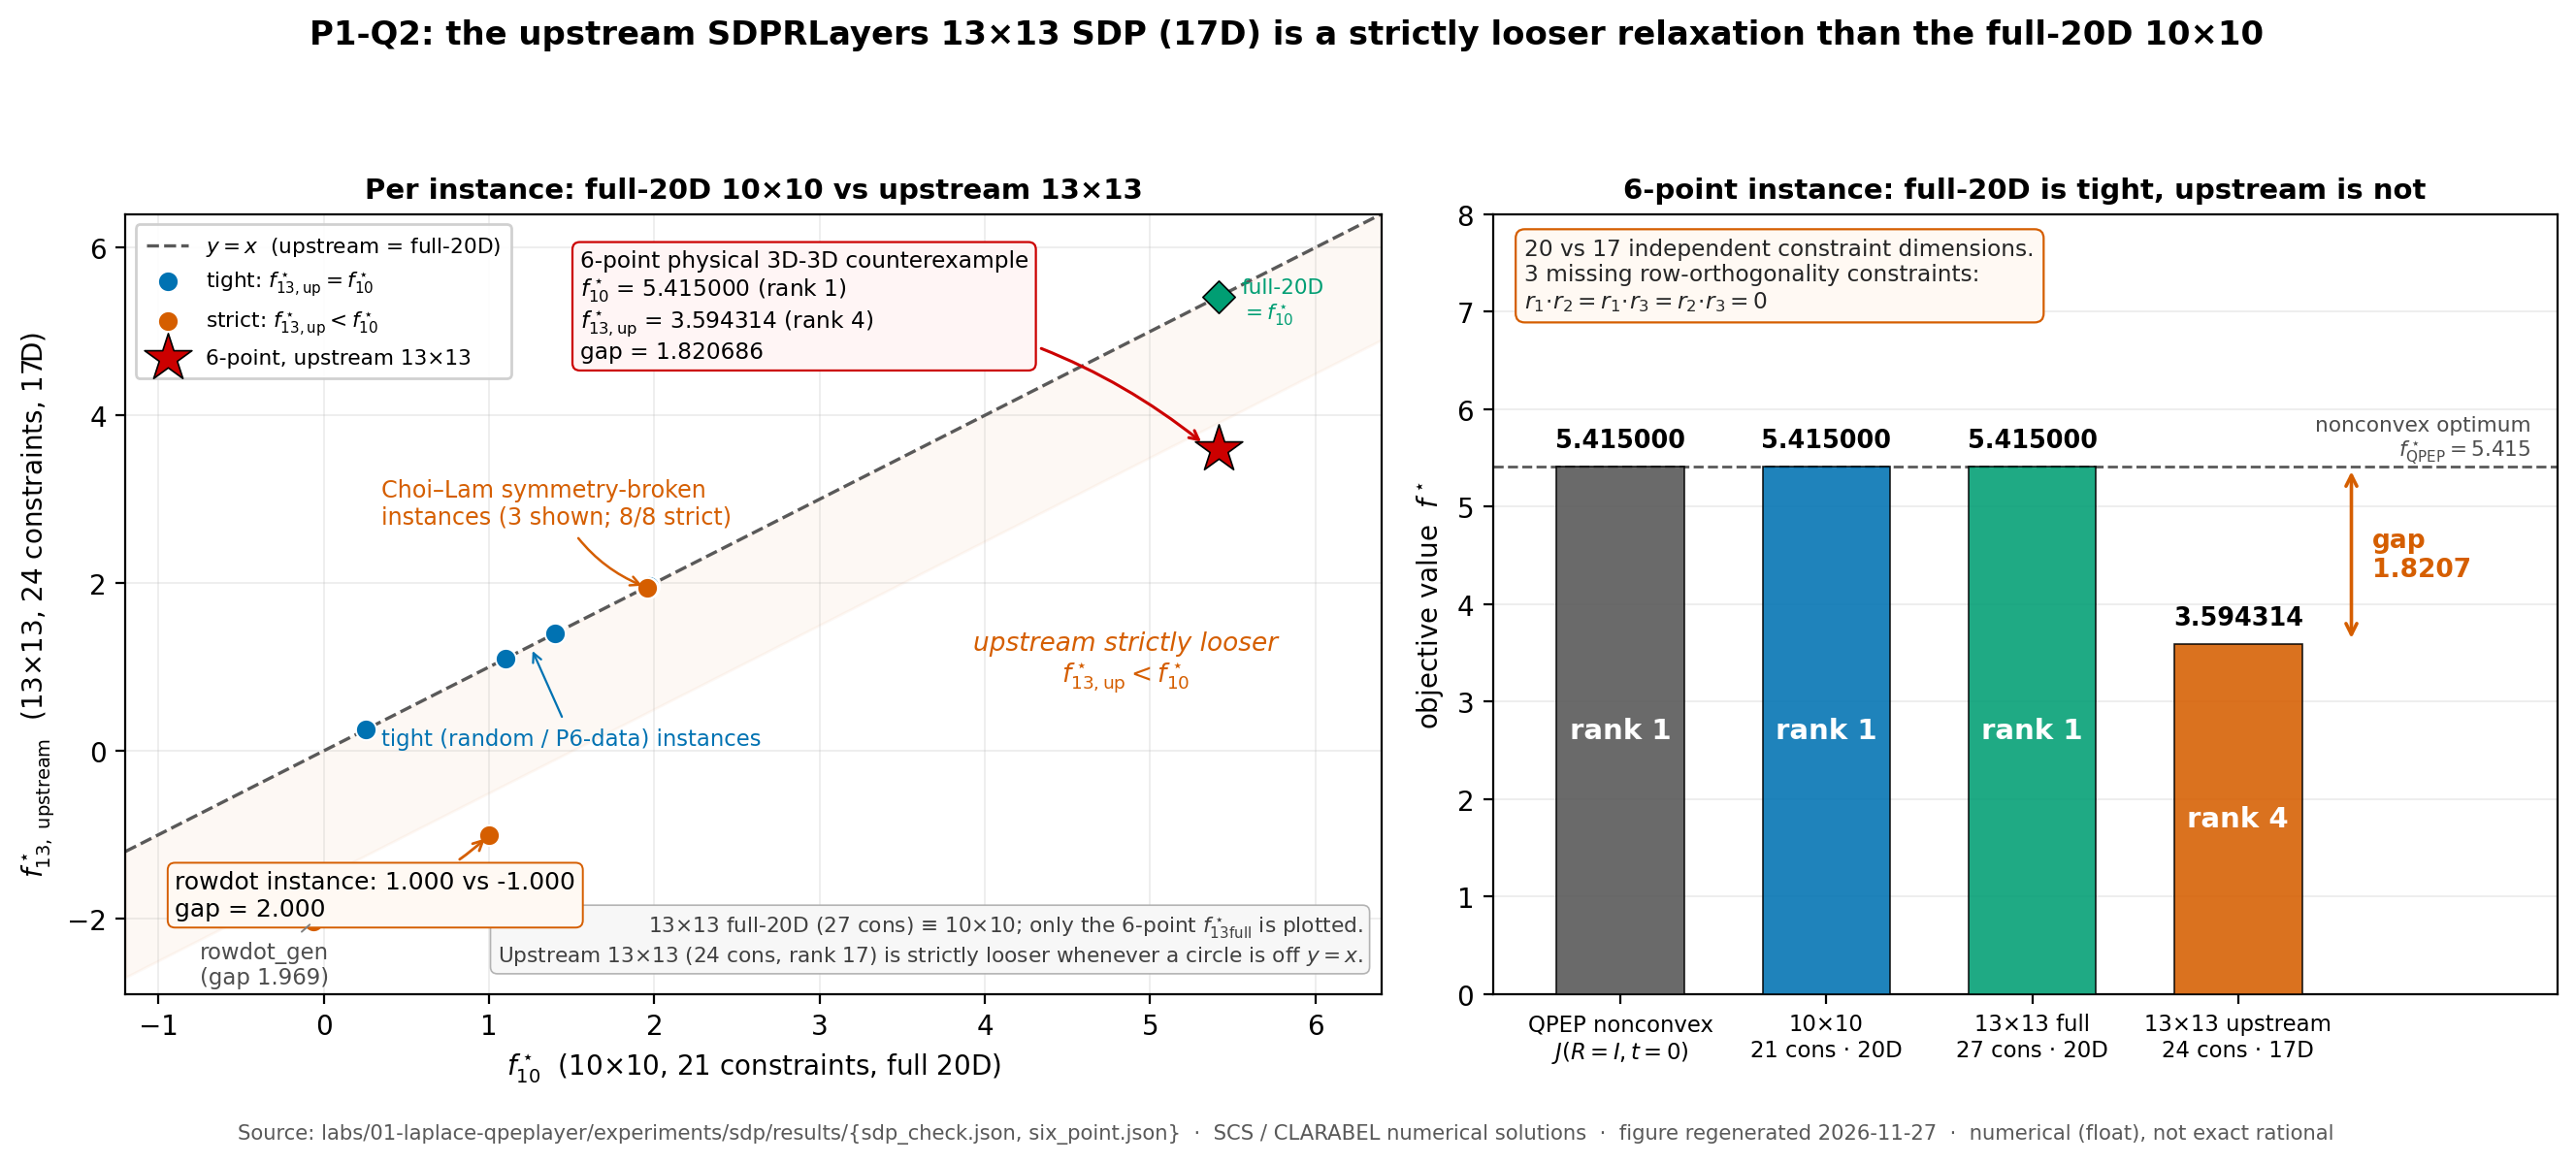 P1-Q2: the upstream SDPRLayers 13×13 SDP (17D) is a strictly looser relaxation than the full-20D 10×10
Per instance: full-20D 10×10 vs upstream 13×13
y = x (upstream = full-20D)
tight: f⋆13,up = f⋆10
strict: f⋆13,up < f⋆10
6-point, upstream 13×13
6-point physical 3D-3D counterexample
f⋆10 = 5.415000 (rank 1)
f⋆13,up = 3.594314 (rank 4)
gap = 1.820686
full-20D
= f⋆10
Choi–Lam symmetry-broken
instances (3 shown; 8/8 strict)
upstream strictly looser
f⋆13,up < f⋆10
tight (random / P6-data) instances
rowdot instance: 1.000 vs -1.000
gap = 2.000
rowdot_gen
(gap 1.969)
13×13 full-20D (27 cons) ≡ 10×10; only the 6-point f⋆13full is plotted.
Upstream 13×13 (24 cons, rank 17) is strictly looser whenever a circle is off y = x.
6
4
2
0
−2
−1
0
1
2
3
4
5
6
f⋆13, upstream (13×13, 24 constraints, 17D)
f⋆10 (10×10, 21 constraints, full 20D)
6-point instance: full-20D is tight, upstream is not
20 vs 17 independent constraint dimensions.
3 missing row-orthogonality constraints:
r1·r2 = r1·r3 = r2·r3 = 0
nonconvex optimum
f⋆QPEP = 5.415
5.415000
5.415000
5.415000
3.594314
gap
1.8207
rank 1
rank 1
rank 1
rank 4
8
7
6
5
4
3
2
1
0
objective value f⋆
QPEP nonconvex
J(R = I, t = 0)
10×10
21 cons · 20D
13×13 full
27 cons · 20D
13×13 upstream
24 cons · 17D
Source: labs/01-laplace-qpeplayer/experiments/sdp/results/{sdp_check.json, six_point.json} · SCS / CLARABEL numerical solutions · figure regenerated 2026-11-27 · numerical (float), not exact rational